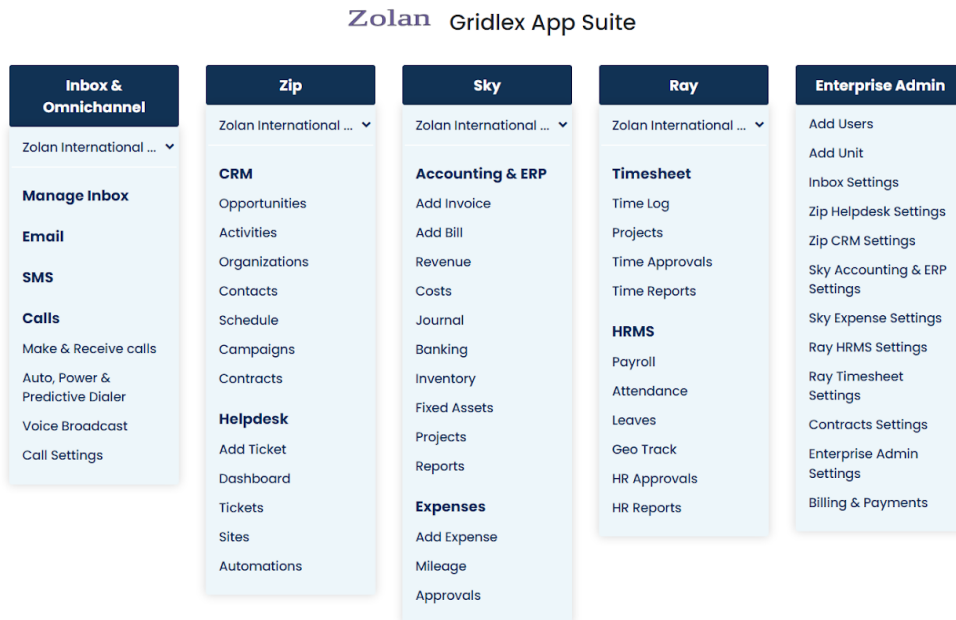 Zolan Gridlex App Suite
Inbox &
Omnichannel
Zolan International ...
Manage Inbox
Email
SMS
Calls
Make & Receive calls
Auto, Power &
Predictive Dialer
Voice Broadcast
Call Settings
Zip
Zolan International ...
CRM
Opportunities
Activities
Organizations
Contacts
Schedule
Campaigns
Contracts
Helpdesk
Add Ticket
Dashboard
Tickets
Sites
Automations
Sky
Zolan International ...
Accounting & ERP
Add Invoice
Add Bill
Revenue
Costs
Journal
Banking
Inventory
Fixed Assets
Projects
Reports
Expenses
Add Expense
Mileage
Approvals
Ray
Zolan International ...
Timesheet
Time Log
Projects
Time Approvals
Time Reports
HRMS
Payroll
Attendance
Leaves
Geo Track
HR Approvals
HR Reports
Enterprise Admin
Add Users
Add Unit
Inbox Settings
Zip Helpdesk Settings
Zip CRM Settings
Sky Accounting & ERP
Settings
Sky Expense Settings
Ray HRMS Settings
Ray Timesheet
Settings
Contracts Settings
Enterprise Admin
Settings
Billing & Payments